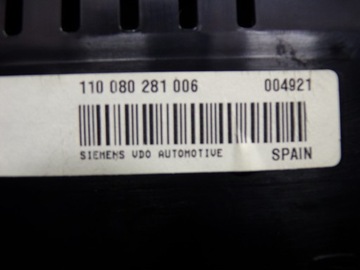 110 080 281 006 004921
SIEMENS VDO AUTOMOTIVE SPAIN